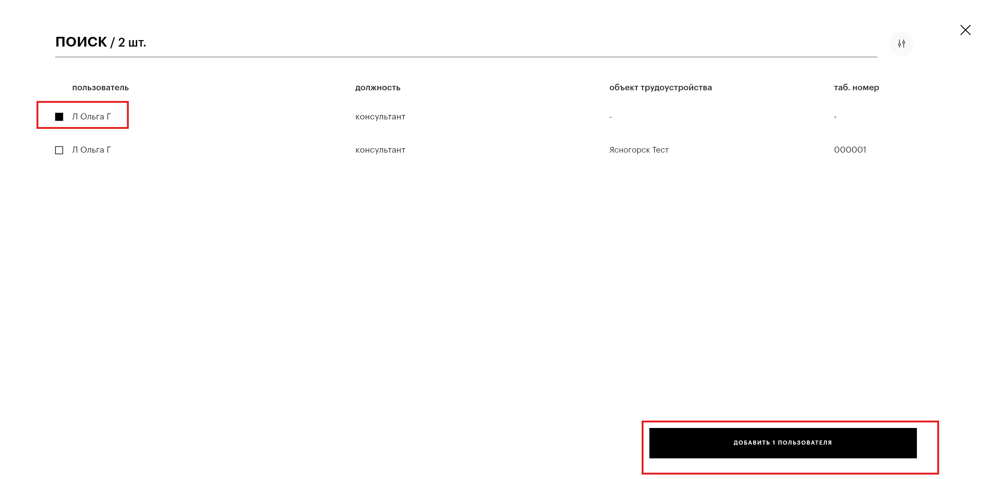 ПОИСК / 2 шт.
пользователь должность объект трудоустройства таб. номер
Л Ольга Г консультант - -
Л Ольга Г консультант Ясногорск Тест 000001
ДОБАВИТЬ 1 ПОЛЬЗОВАТЕЛЯ